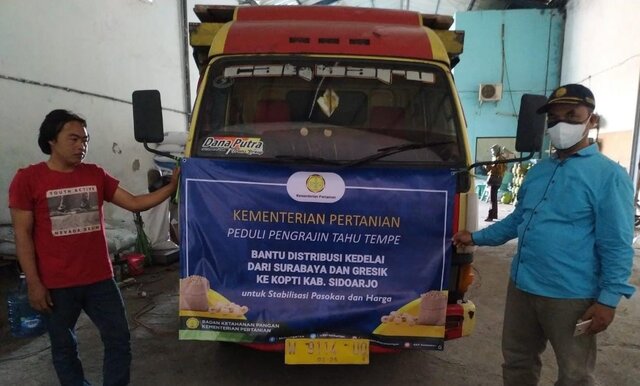 Dana Putra
Kementerian Pertanian
KEMENTERIAN PERTANIAN
PEDULI PENGRAJIN TAHU TEMPE
BANTU DISTRIBUSI KEDELAI
DARI SURABAYA DAN GRESIK
KE KOPTI KAB. SIDOARJO
untuk Stabilisasi Pasokan dan Harga
BADAN KETAHANAN PANGAN
KEMENTERIAN PERTANIAN
YOUTH ACTIVE